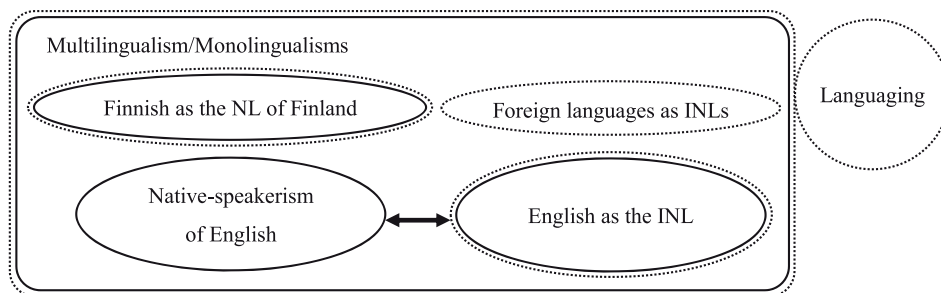 Multilingualism/Monolingualisms
Finnish as the NL of Finland
Foreign languages as INLs
Languaging
Native-speakerism
of English
English as the INL